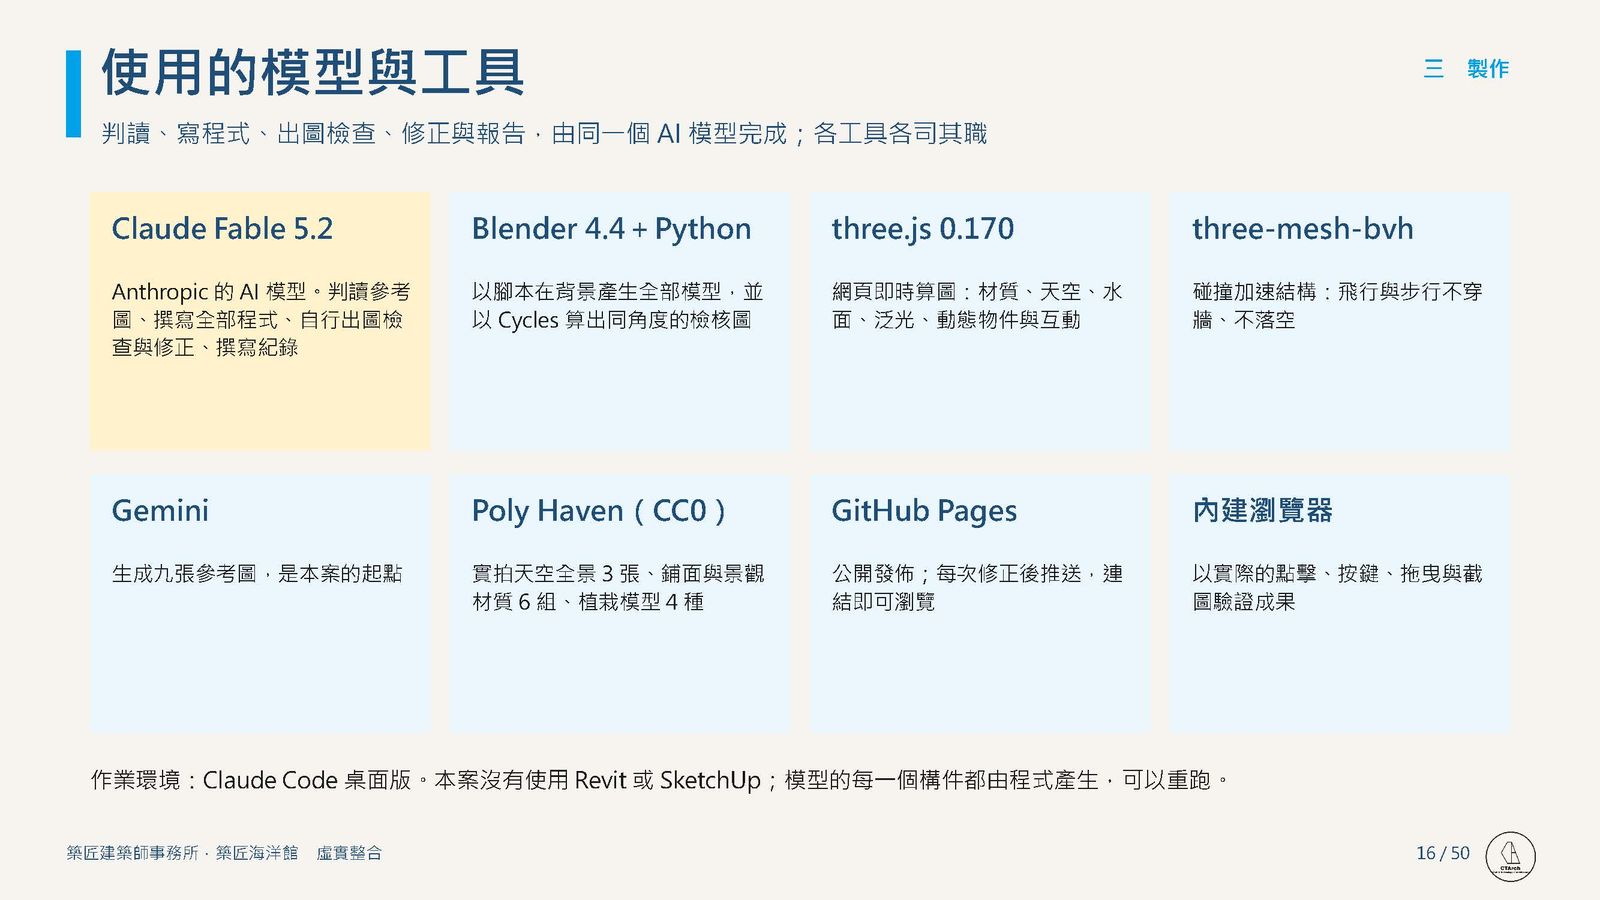 使用的模型與工具
三　製作
判讀、寫程式、出圖檢查、修正與報告，由同一個 AI 模型完成；各工具各司其職
Claude Fable 5.2
Anthropic 的 AI 模型。判讀參考
圖、撰寫全部程式、自行出圖檢
查與修正、撰寫紀錄
Blender 4.4 + Python
以腳本在背景產生全部模型，並
以 Cycles 算出同角度的檢核圖
three.js 0.170
網頁即時算圖：材質、天空、水
面、泛光、動態物件與互動
three-mesh-bvh
碰撞加速結構：飛行與步行不穿
牆、不落空
Gemini
生成九張參考圖，是本案的起點
Poly Haven（CC0）
實拍天空全景 3 張、鋪面與景觀
材質 6 組、植栽模型 4 種
GitHub Pages
公開發佈；每次修正後推送，連
結即可瀏覽
內建瀏覽器
以實際的點擊、按鍵、拖曳與截
圖驗證成果
作業環境：Claude Code 桌面版。本案沒有使用 Revit 或 SketchUp；模型的每一個構件都由程式產生，可以重跑。
築匠建築師事務所．築匠海洋館　虛實整合
16 / 50
CTArch